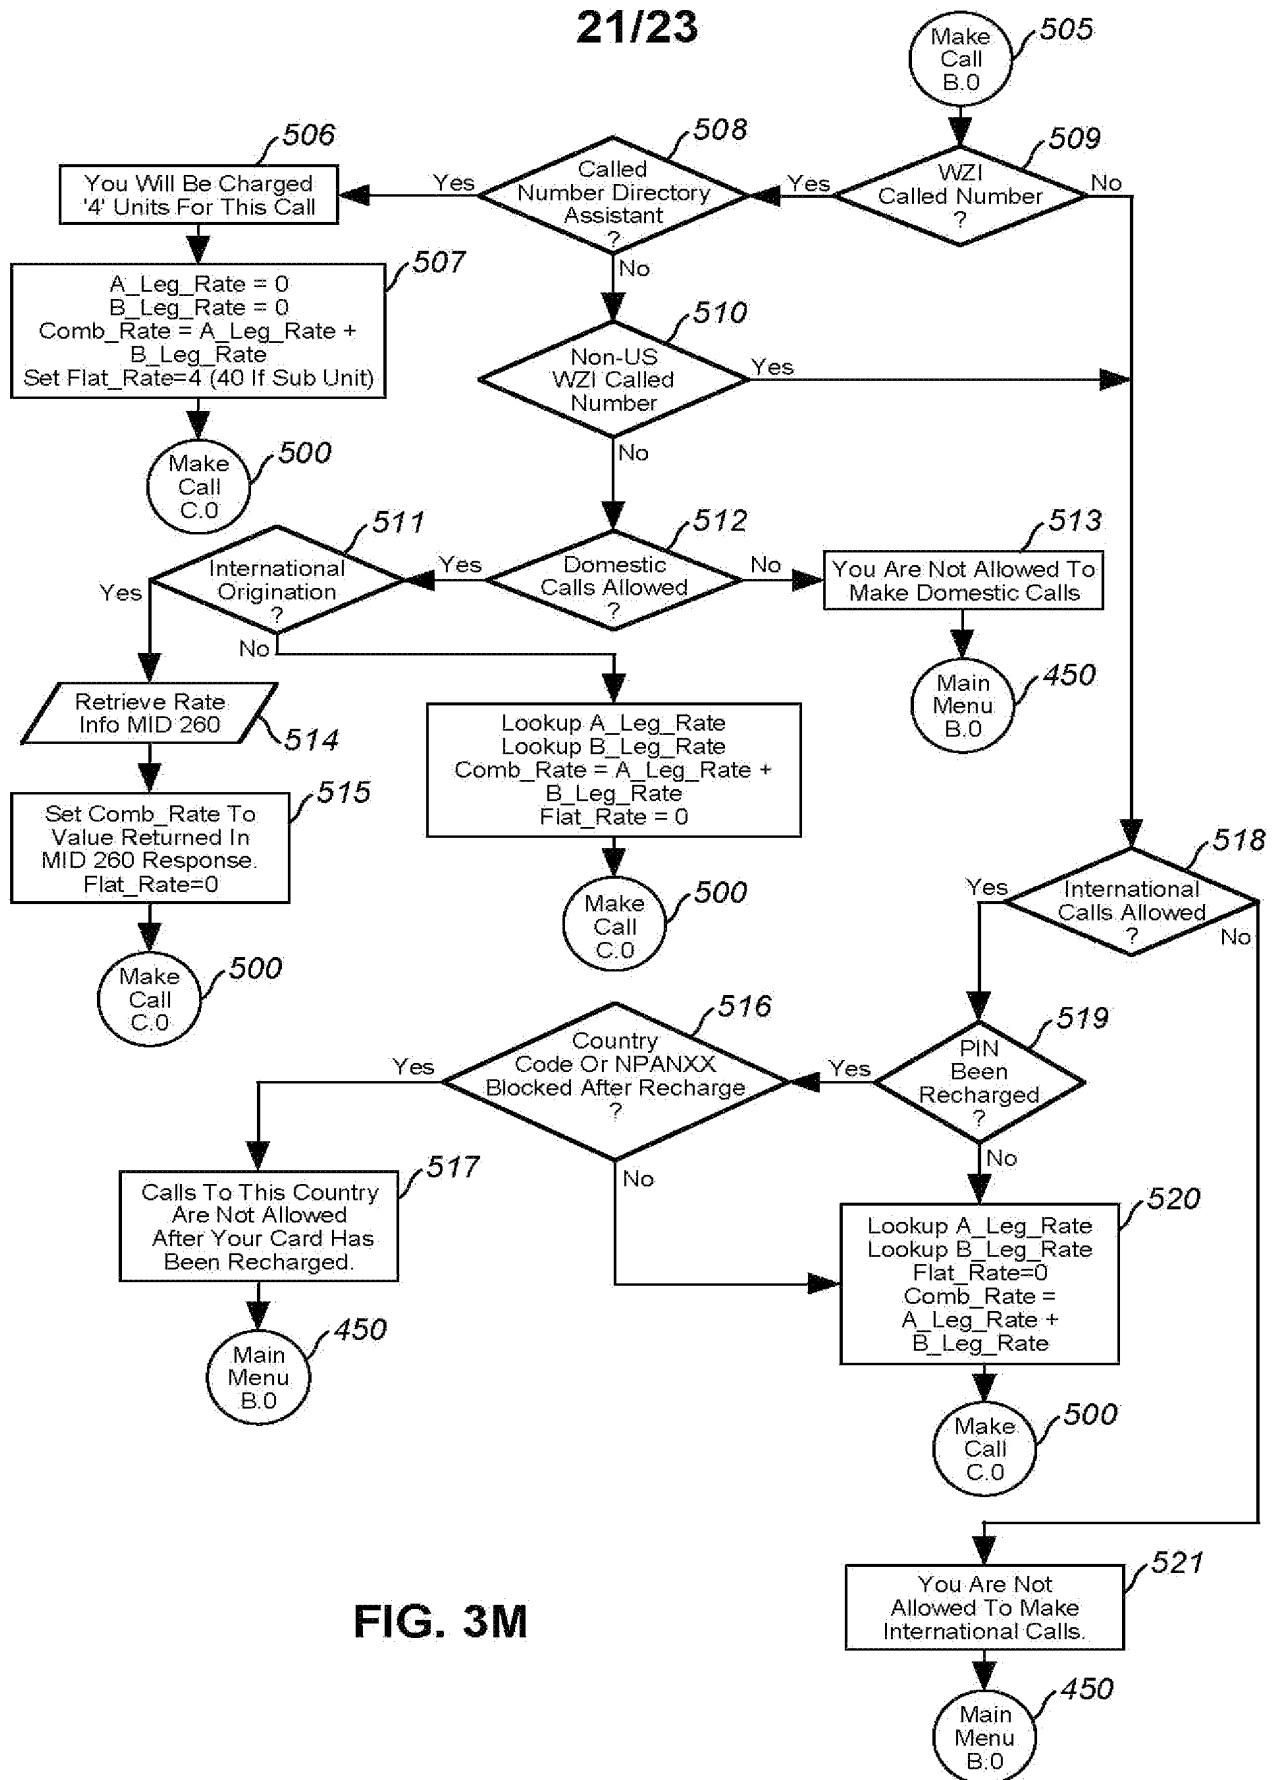 21/23
Make
Call
B.0
505
WZI
Called Number
?
509
Yes
No
Called
Number Directory
Assistant
?
508
Yes
No
You Will Be Charged
'4' Units For This Call
506
A_Leg_Rate = 0
B_Leg_Rate = 0
Comb_Rate = A_Leg_Rate +
B_Leg_Rate
Set Flat_Rate=4 (40 If Sub Unit)
507
Make
Call
C.0
500
Non-US
WZI Called
Number
510
Yes
No
Domestic
Calls Allowed
?
512
Yes
No
You Are Not Allowed To
Make Domestic Calls
513
Main
Menu
B.0
450
International
Origination
?
511
Yes
No
Retrieve Rate
Info MID 260
514
Set Comb_Rate To
Value Returned In
MID 260 Response.
Flat_Rate=0
515
Make
Call
C.0
500
Lookup A_Leg_Rate
Lookup B_Leg_Rate
Comb_Rate = A_Leg_Rate +
B_Leg_Rate
Flat_Rate = 0
Make
Call
C.0
500
International
Calls Allowed
?
518
Yes
No
PIN
Been
Recharged
?
519
Yes
No
Country
Code Or NPANXX
Blocked After Recharge
?
516
Yes
No
Calls To This Country
Are Not Allowed
After Your Card Has
Been Recharged.
517
Main
Menu
B.0
450
Lookup A_Leg_Rate
Lookup B_Leg_Rate
Flat_Rate=0
Comb_Rate =
A_Leg_Rate +
B_Leg_Rate
520
Make
Call
C.0
500
You Are Not
Allowed To Make
International Calls.
521
Main
Menu
B.0
450
FIG. 3M